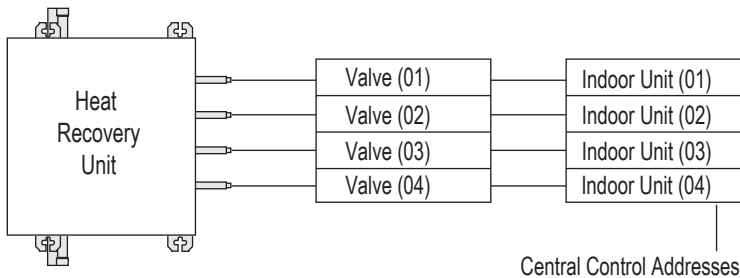 Heat
Recovery
Unit
Valve (01)
Indoor Unit (01)
Valve (02)
Indoor Unit (02)
Valve (03)
Indoor Unit (03)
Valve (04)
Indoor Unit (04)
Central Control Addresses